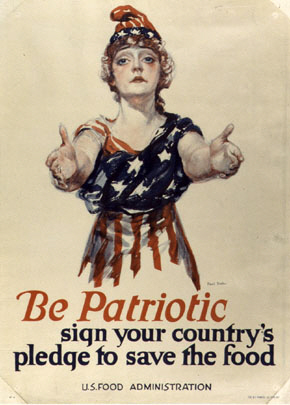 Be Patriotic
sign your country's
pledge to save the food
U.S. FOOD ADMINISTRATION